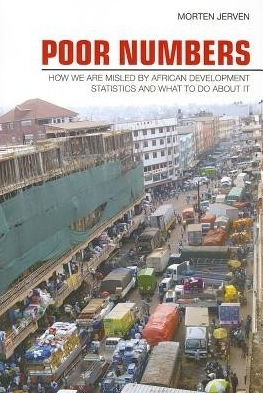 MORTEN JERVEN
POOR NUMBERS
HOW WE ARE MISLED BY AFRICAN DEVELOPMENT
STATISTICS AND WHAT TO DO ABOUT IT